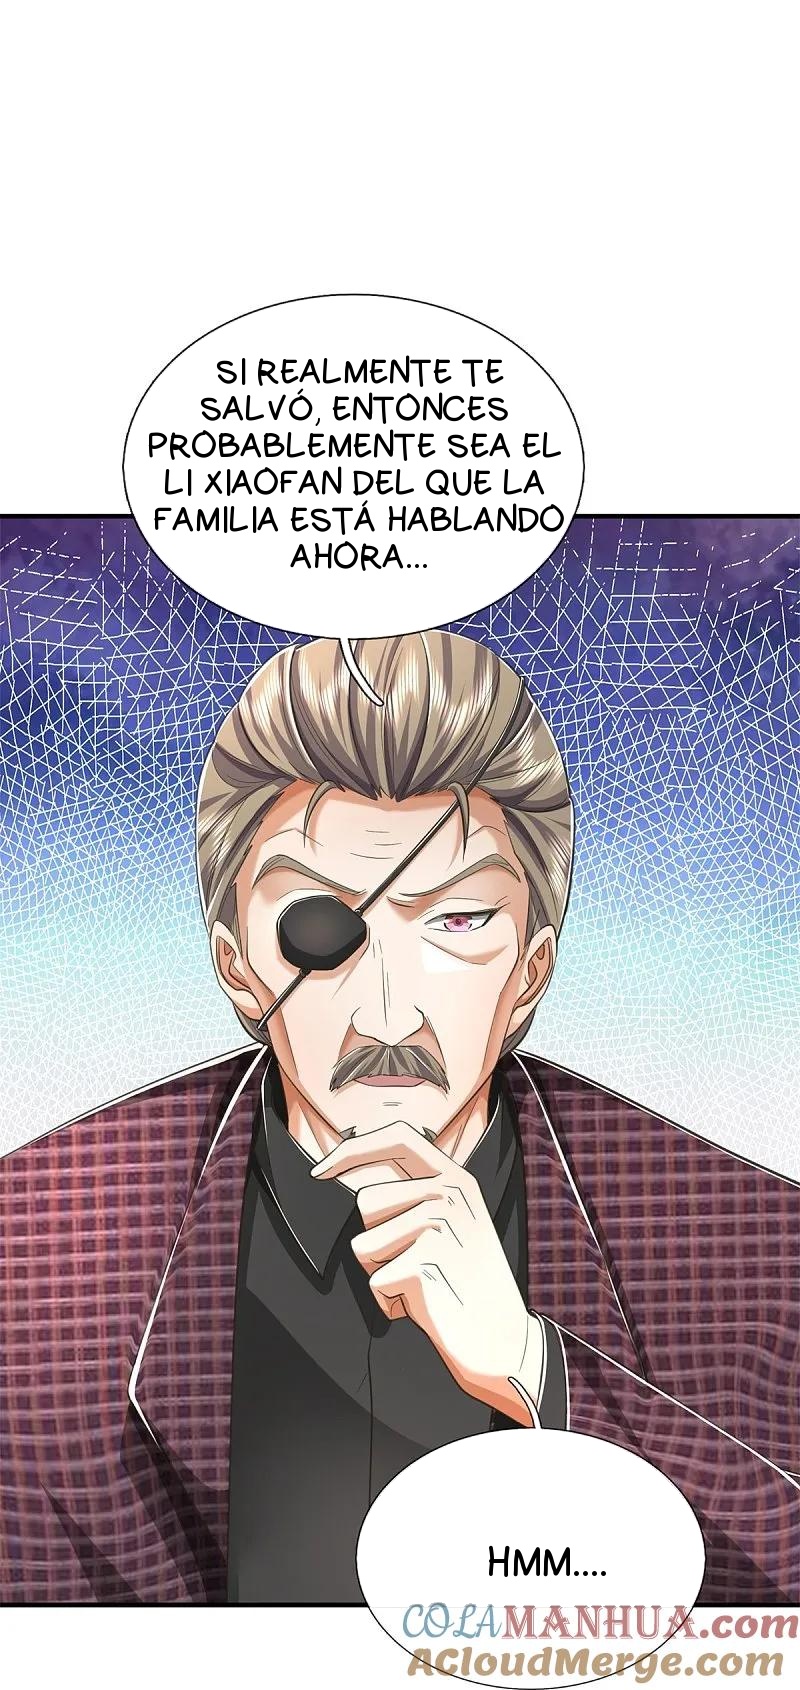 SI REALMENTE TE
SALVÓ, ENTONCES
PROBABLEMENTE SEA EL
LI XIAOFAN DEL QUE LA
FAMILIA ESTÁ HABLANDO
AHORA...
HMM....
COLAMANHUA.com
AcloudMerge.com